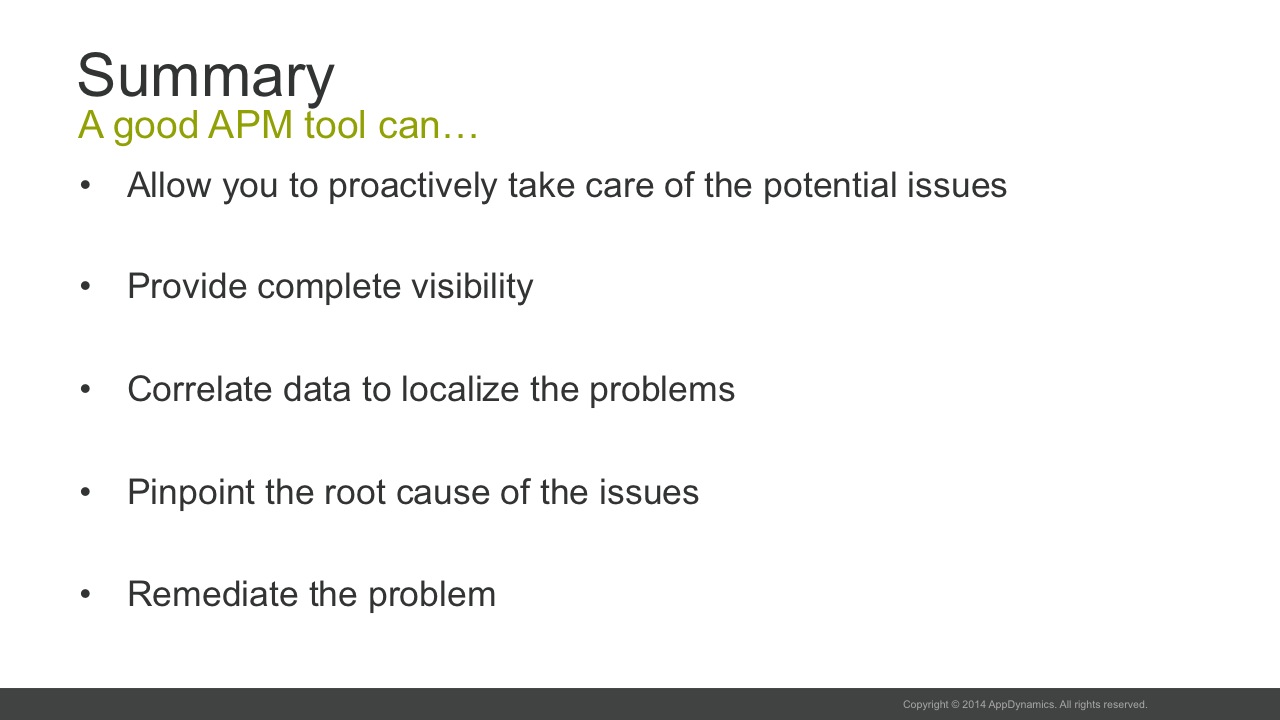 Summary
A good APM tool can…
• Allow you to proactively take care of the potential issues
• Provide complete visibility
• Correlate data to localize the problems
• Pinpoint the root cause of the issues
• Remediate the problem
Copyright © 2014 AppDynamics. All rights reserved.